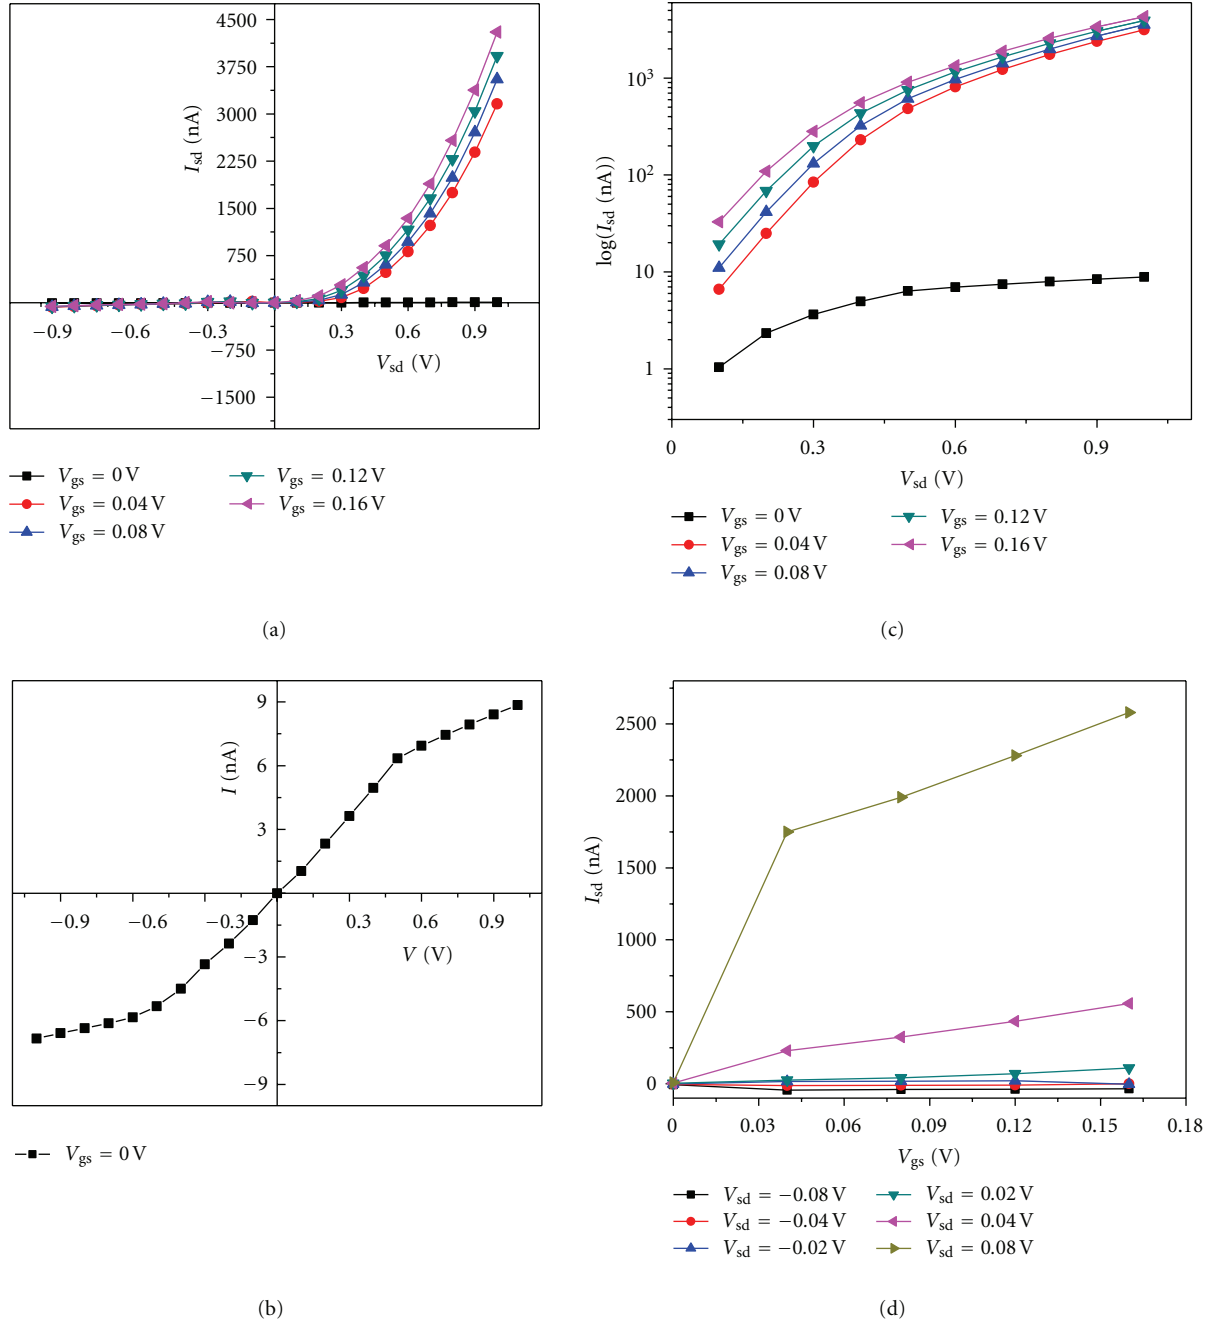 4500
3750
3000
2250
1500
750
−750
−1500
I_sd (nA)
−0.9 −0.6 −0.3 0.3 0.6 0.9
V_sd (V)
V_gs = 0 V
V_gs = 0.04 V
V_gs = 0.08 V
V_gs = 0.12 V
V_gs = 0.16 V
(a)
10³
10²
10
1
log(I_sd (nA))
0 0.3 0.6 0.9
V_sd (V)
V_gs = 0 V
V_gs = 0.04 V
V_gs = 0.08 V
V_gs = 0.12 V
V_gs = 0.16 V
(c)
9
6
3
−3
−6
−9
I (nA)
−0.9 −0.6 −0.3 0.3 0.6 0.9
V (V)
V_gs = 0 V
(b)
2500
2000
1500
1000
500
0
I_sd (nA)
0 0.03 0.06 0.09 0.12 0.15 0.18
V_gs (V)
V_sd = −0.08 V
V_sd = −0.04 V
V_sd = −0.02 V
V_sd = 0.02 V
V_sd = 0.04 V
V_sd = 0.08 V
(d)